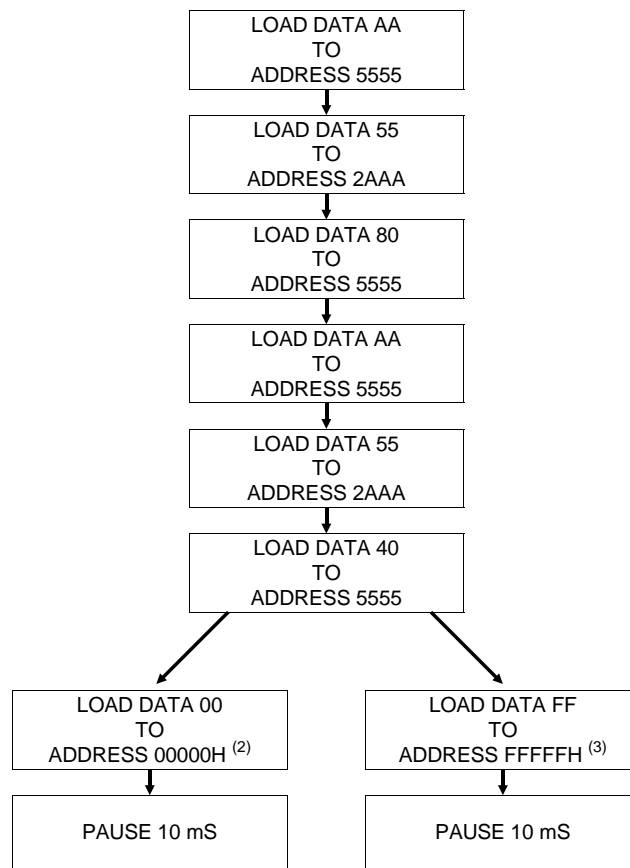 LOAD DATA AA
TO
ADDRESS 5555
LOAD DATA 55
TO
ADDRESS 2AAA
LOAD DATA 80
TO
ADDRESS 5555
LOAD DATA AA
TO
ADDRESS 5555
LOAD DATA 55
TO
ADDRESS 2AAA
LOAD DATA 40
TO
ADDRESS 5555
LOAD DATA 00
TO
ADDRESS 00000H (2)
PAUSE 10 mS
LOAD DATA FF
TO
ADDRESS FFFFFH (3)
PAUSE 10 mS